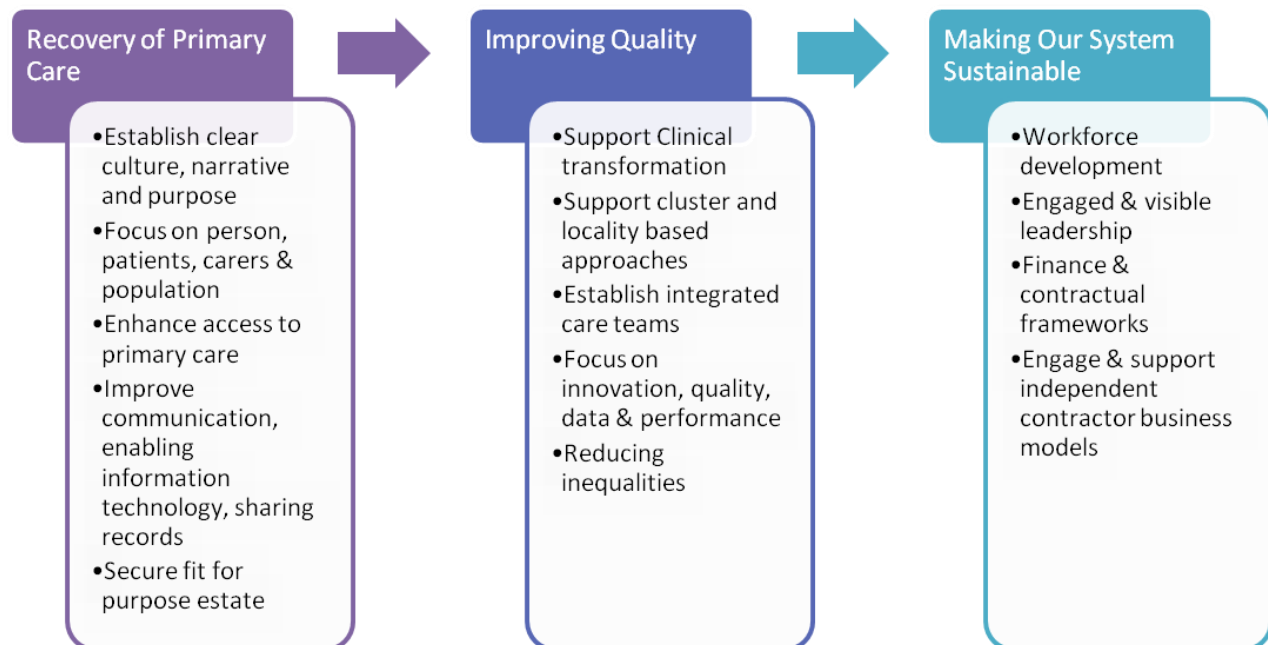 Recovery of Primary
Care
•Establish clear
culture, narrative
and purpose
•Focus on person,
patients, carers &
population
•Enhance access to
primary care
•Improve
communication,
enabling
information
technology, sharing
records
•Secure fit for
purpose estate
Improving Quality
•Support Clinical
transformation
•Support cluster and
locality based
approaches
•Establish integrated
care teams
•Focus on
innovation, quality,
data & performance
•Reducing
inequalities
Making Our System
Sustainable
•Workforce
development
•Engaged & visible
leadership
•Finance &
contractual
frameworks
•Engage & support
independent
contractor business
models